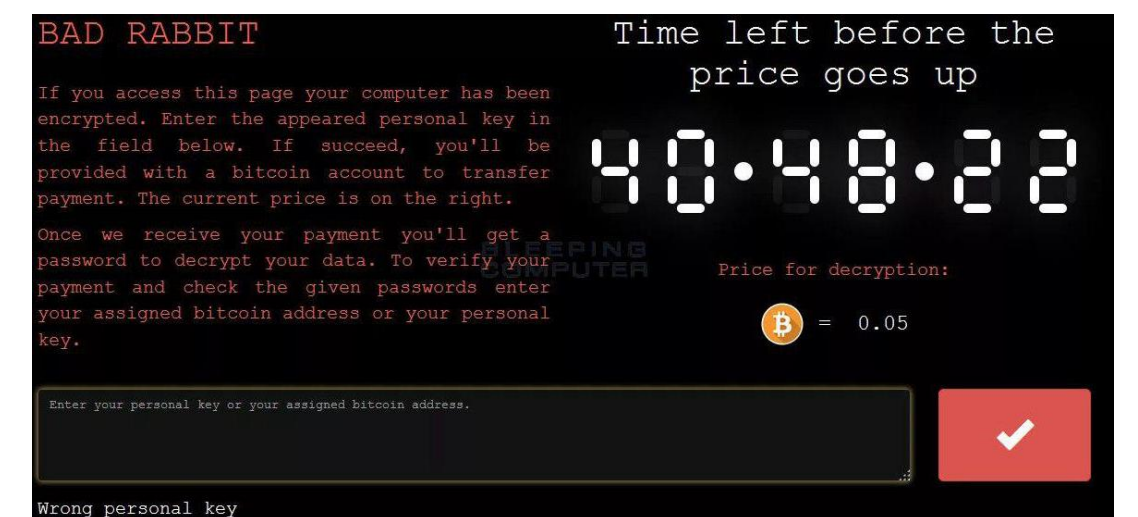 BAD RABBIT
If you access this page your computer has been
encrypted. Enter the appeared personal key in
the field below. If succeed, you'll be
provided with a bitcoin account to transfer
payment. The current price is on the right.
Once we receive your payment you'll get a
password to decrypt your data. To verify your
payment and check the given passwords enter
your assigned bitcoin address or your personal
key.
Time left before the
price goes up
40.48.22
BLEEPING
COMPUTER
Price for decryption:
= 0.05
Enter your personal key or your assigned bitcoin address.
Wrong personal key